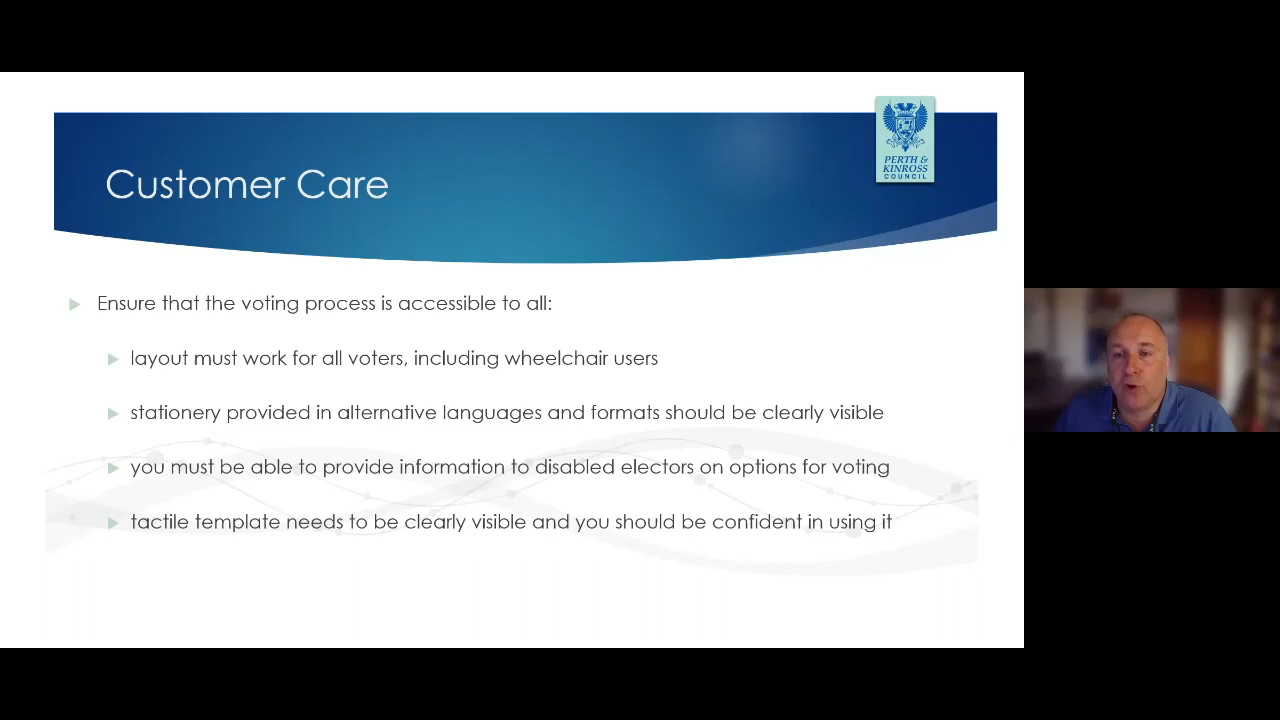 PERTH &
KINROSS
COUNCIL
Customer Care
Ensure that the voting process is accessible to all:
layout must work for all voters, including wheelchair users
stationery provided in alternative languages and formats should be clearly visible
you must be able to provide information to disabled electors on options for voting
tactile template needs to be clearly visible and you should be confident in using it